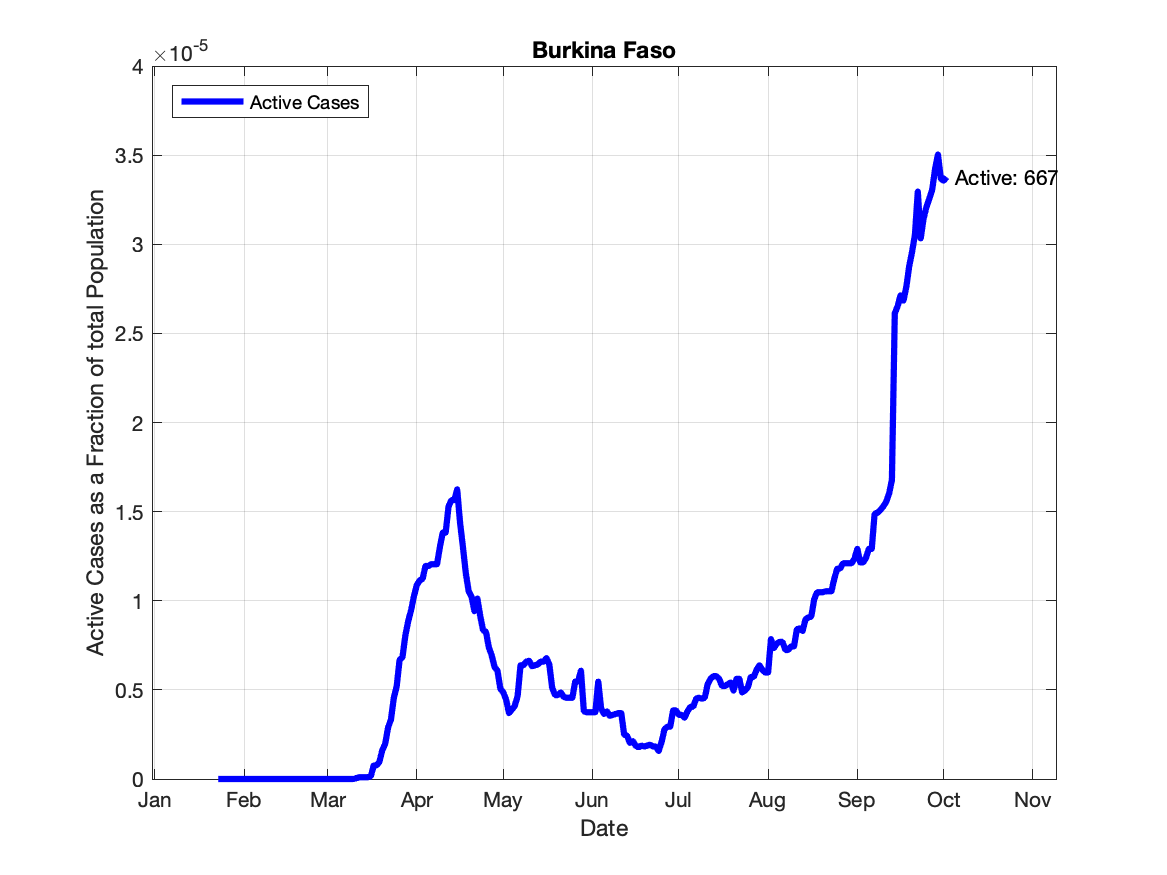 Burkina Faso
×10-5
4
3.5
3
2.5
2
1.5
1
0.5
0
Active Cases as a Fraction of total Population
Active Cases
Active: 667
Jan Feb Mar Apr May Jun Jul Aug Sep Oct Nov
Date